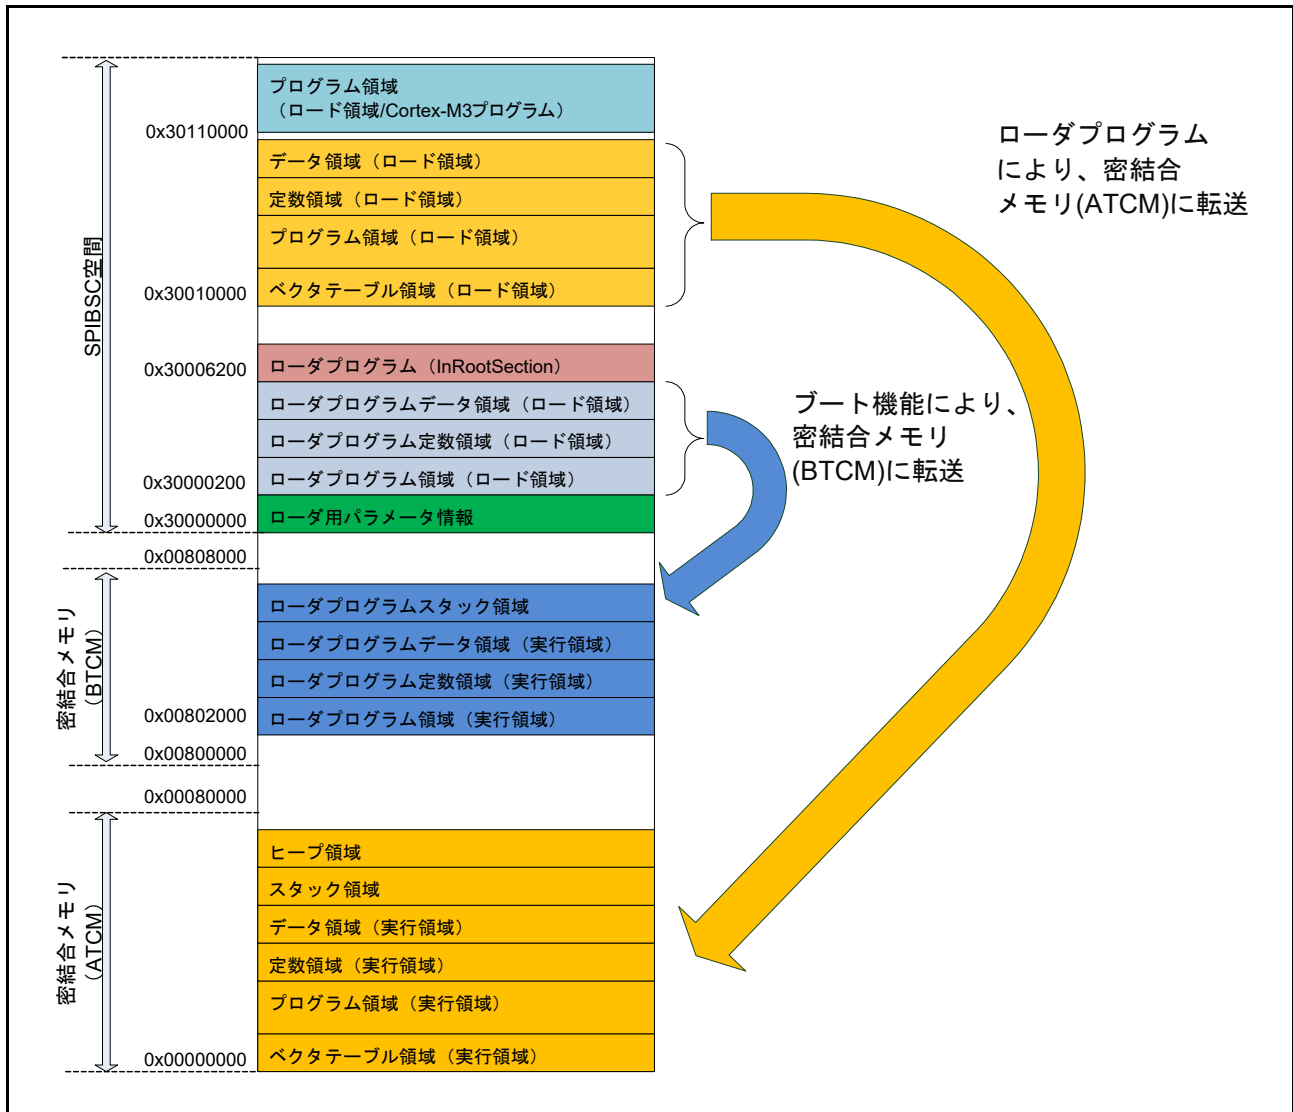 プログラム領域
（ロード領域/Cortex-M3プログラム）
0x30110000
データ領域（ロード領域）
定数領域（ロード領域）
プログラム領域（ロード領域）
ベクタテーブル領域（ロード領域）
0x30010000
SPIBSC空間
ローダプログラム（InRootSection）
0x30006200
ローダプログラムデータ領域（ロード領域）
ローダプログラム定数領域（ロード領域）
ローダプログラム領域（ロード領域）
0x30000200
ローダ用パラメータ情報
0x30000000
0x00808000
密結合メモリ
（BTCM）
ローダプログラムスタック領域
ローダプログラムデータ領域（実行領域）
ローダプログラム定数領域（実行領域）
ローダプログラム領域（実行領域）
0x00802000
0x00800000
0x00080000
密結合メモリ
（ATCM）
ヒープ領域
スタック領域
データ領域（実行領域）
定数領域（実行領域）
プログラム領域（実行領域）
ベクタテーブル領域（実行領域）
0x00000000
ローダプログラム
により、密結合
メモリ(ATCM)に転送
ブート機能により、
密結合メモリ
(BTCM)に転送